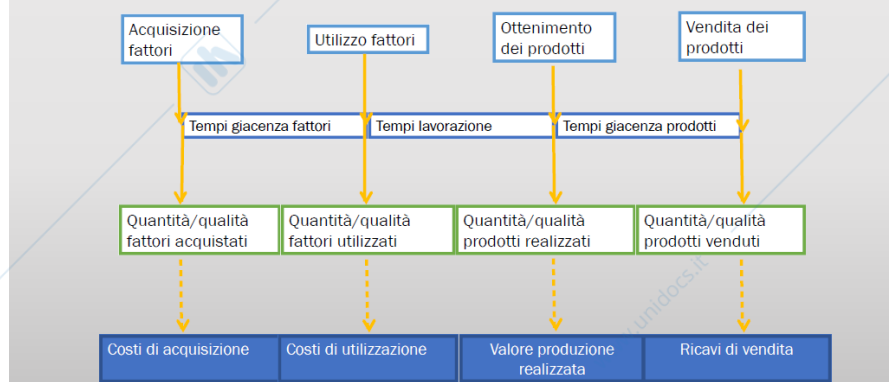 Acquisizione
fattori
Utilizzo fattori
Ottenimento
dei prodotti
Vendita dei
prodotti
Tempi giacenza fattori
Tempi lavorazione
Tempi giacenza prodotti
Quantità/qualità
fattori acquistati
Quantità/qualità
fattori utilizzati
Quantità/qualità
prodotti realizzati
Quantità/qualità
prodotti venduti
Costi di acquisizione
Costi di utilizzazione
Valore produzione
realizzata
Ricavi di vendita
unidocs.it